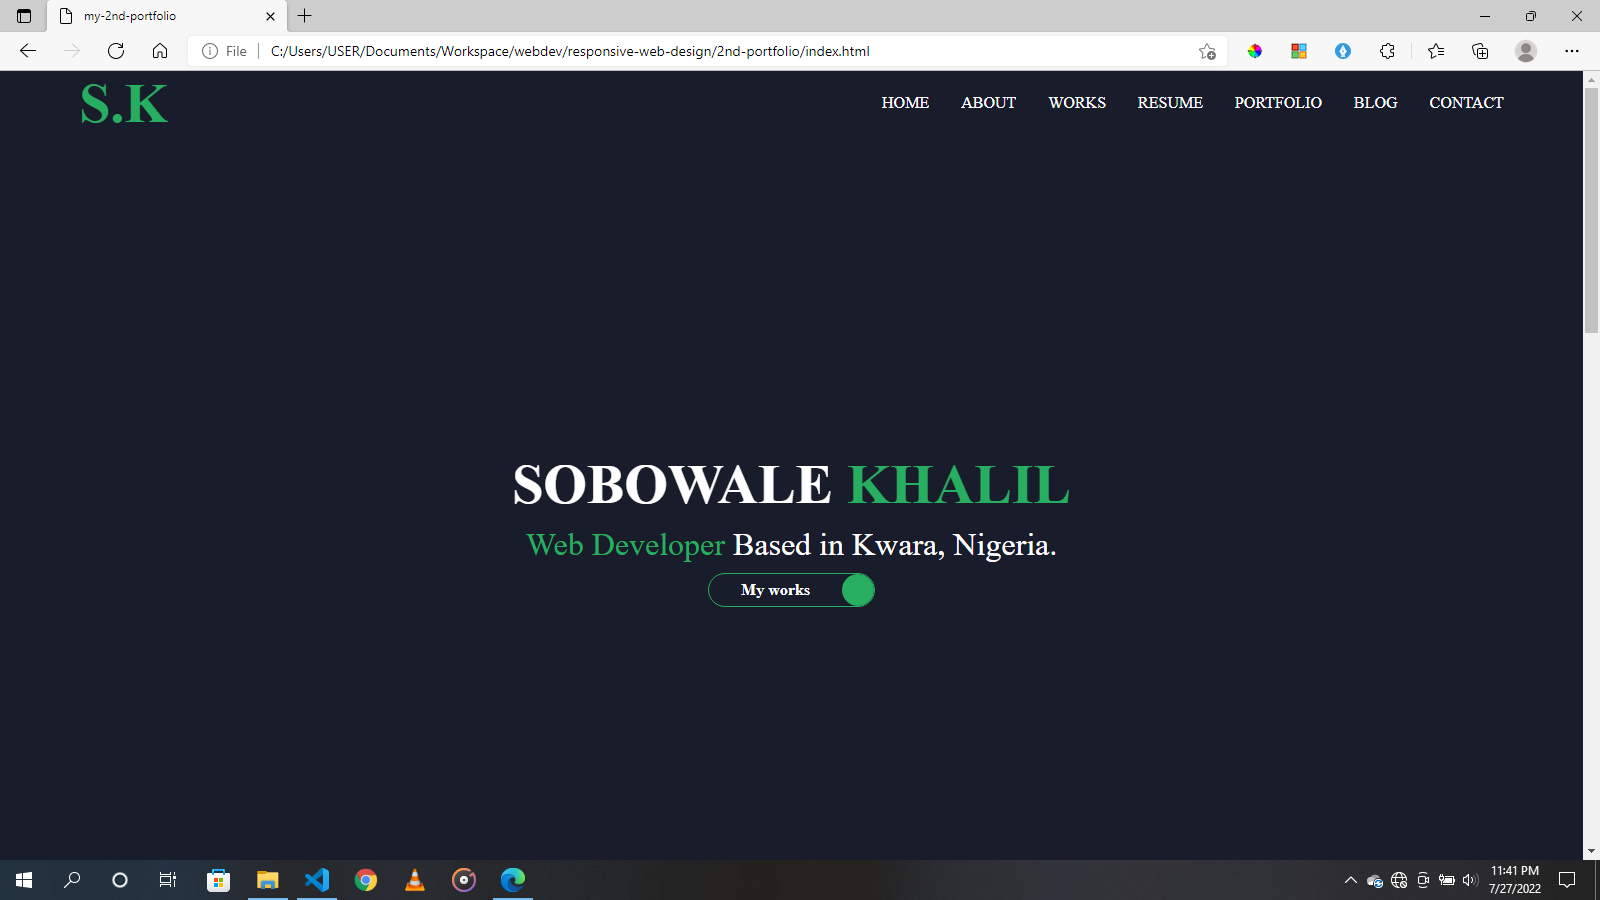 my-2nd-portfolio
File
C:/Users/USER/Documents/Workspace/webdev/responsive-web-design/2nd-portfolio/index.html
S.K
HOME ABOUT WORKS RESUME PORTFOLIO BLOG CONTACT
SOBOWALE KHALIL
Web Developer Based in Kwara, Nigeria.
My works
11:41 PM
7/27/2022